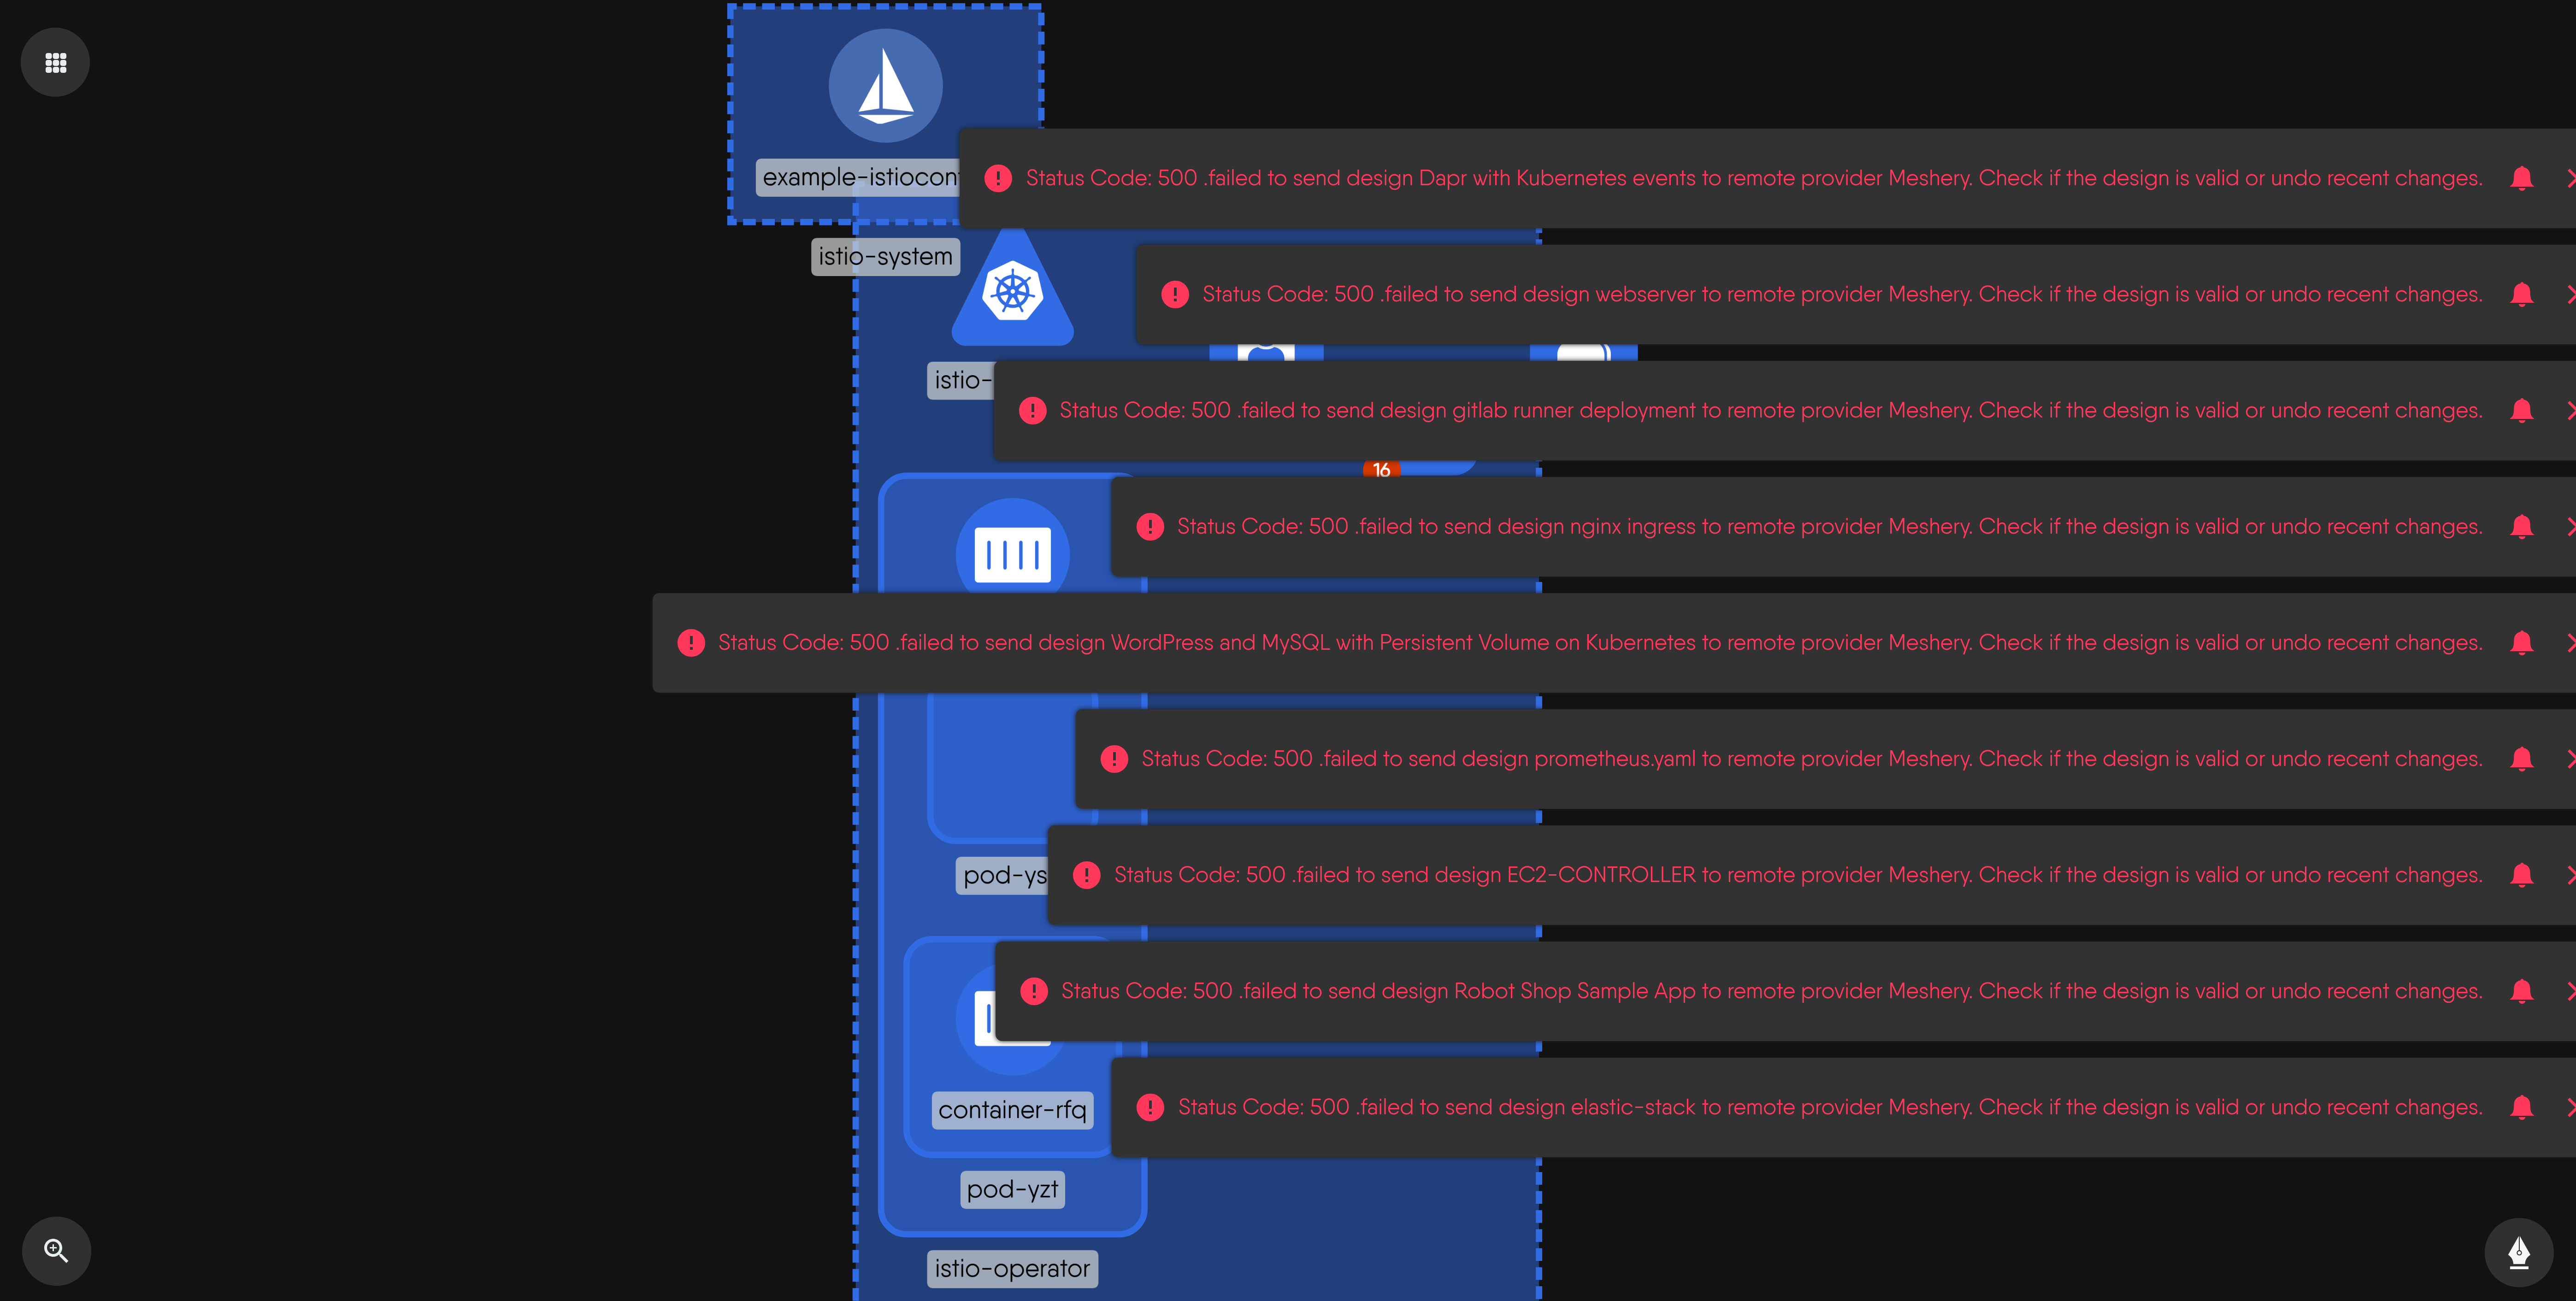 example-istiocon
Status Code: 500 .failed to send design Dapr with Kubernetes events to remote provider Meshery. Check if the design is valid or undo recent changes.
istio-system
Status Code: 500 .failed to send design webserver to remote provider Meshery. Check if the design is valid or undo recent changes.
istio-
Status Code: 500 .failed to send design gitlab runner deployment to remote provider Meshery. Check if the design is valid or undo recent changes.
16
Status Code: 500 .failed to send design nginx ingress to remote provider Meshery. Check if the design is valid or undo recent changes.
Status Code: 500 .failed to send design WordPress and MySQL with Persistent Volume on Kubernetes to remote provider Meshery. Check if the design is valid or undo recent changes.
Status Code: 500 .failed to send design prometheus.yaml to remote provider Meshery. Check if the design is valid or undo recent changes.
pod-ys
Status Code: 500 .failed to send design EC2-CONTROLLER to remote provider Meshery. Check if the design is valid or undo recent changes.
Status Code: 500 .failed to send design Robot Shop Sample App to remote provider Meshery. Check if the design is valid or undo recent changes.
container-rfq
Status Code: 500 .failed to send design elastic-stack to remote provider Meshery. Check if the design is valid or undo recent changes.
pod-yzt
istio-operator